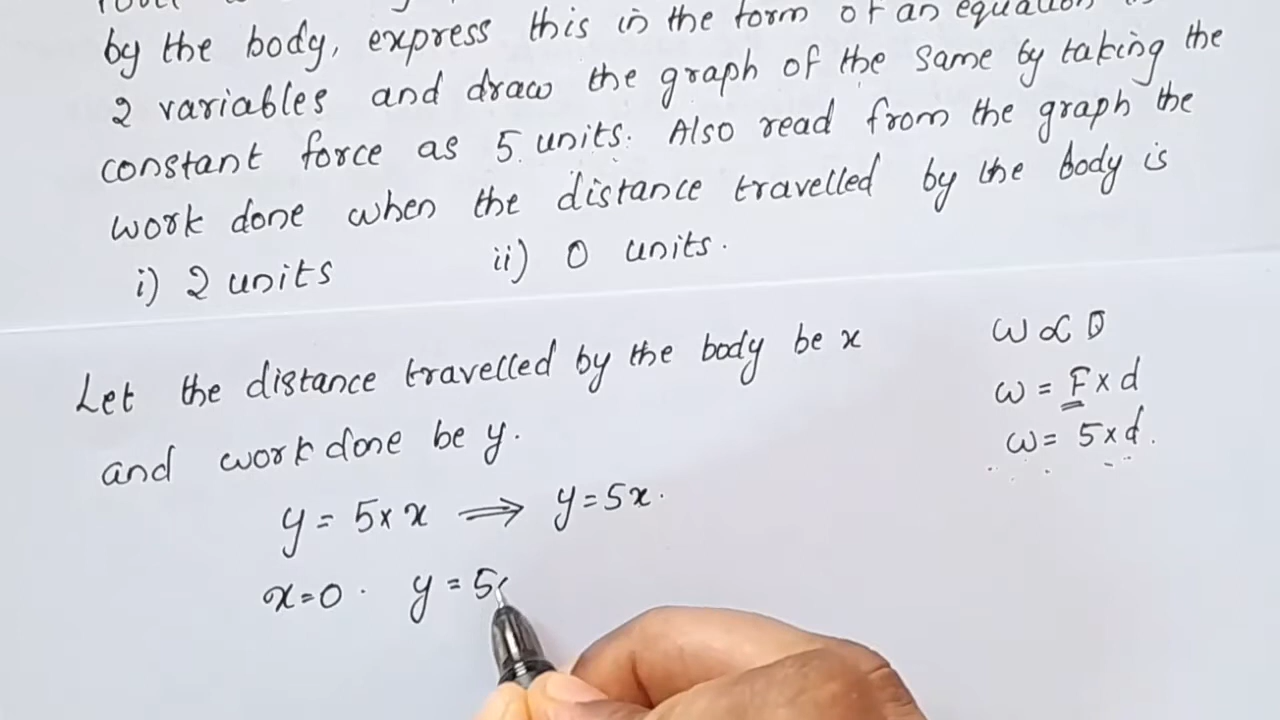 by the body, express this in the form of an equation
2 variables and draw the graph of the same by taking the
constant force as 5 units. Also read from the graph the
work done when the distance travelled by the body is
i) 2 units ii) 0 units.
Let the distance travelled by the body be x
and work done be y.
y = 5 × x ⟹ y = 5x.
x = 0. y = 5(
W ∝ D
W = F × d
W = 5 × d.